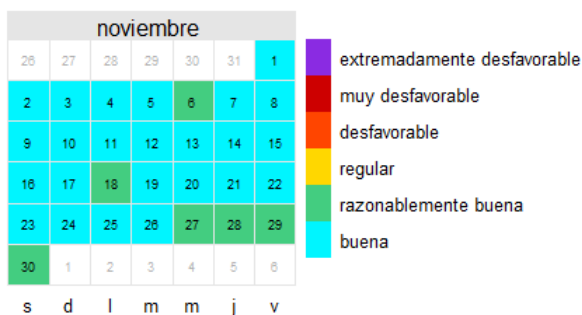 noviembre
26 27 28 29 30 31 1
2 3 4 5 6 7 8
9 10 11 12 13 14 15
16 17 18 19 20 21 22
23 24 25 26 27 28 29
30 1 2 3 4 5 6
s d l m m j v
extremadamente desfavorable
muy desfavorable
desfavorable
regular
razonablemente buena
buena